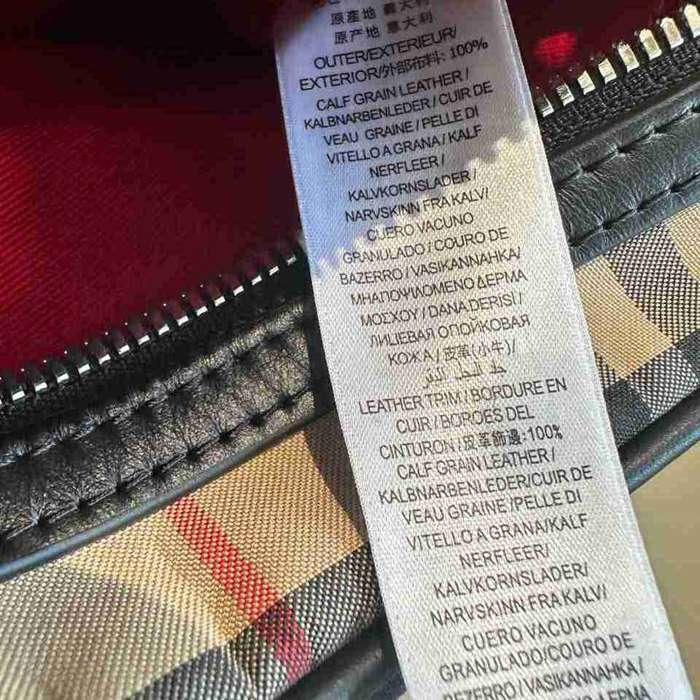 原產地 義大利
原产地 意大利
OUTER/EXTERIEUR/
EXTERIOR/外部布料: 100%
CALF GRAIN LEATHER/
KALBNARBENLEDER/CUIR DE
VEAU GRAINE/PELLE DI
VITELLO A GRANA/KALF
NERFLEER/
KALVKORNSLADER/
NARVSKINN FRA KALV/
CUERO VACUNO
GRANULADO/COURO DE
BAZERRO/VASIKANNAHKA/
ΜΗΑΠΟΨΙΛΩΜΕΝΟ ΔΕΡΜΑ
ΜΟΣΧΟΥ/DANA DERISI/
ЛИЦЕВАЯ ОПОЙКОВАЯ
КОЖА/皮革(小牛)/
LEATHER TRIM/BORDURE EN
CUIR/BORDES DEL
CINTURON/皮革飾邊:100%
CALF GRAIN LEATHER/
KALBNARBENLEDER/CUIR DE
VEAU GRAINE/PELLE DI
VITELLO A GRANA/KALF
NERFLEER/
KALVKORNSLADER/
NARVSKINN FRA KALV/
CUERO VACUNO
GRANULADO/COURO DE
BEZERRO/VASIKANNAHKA/